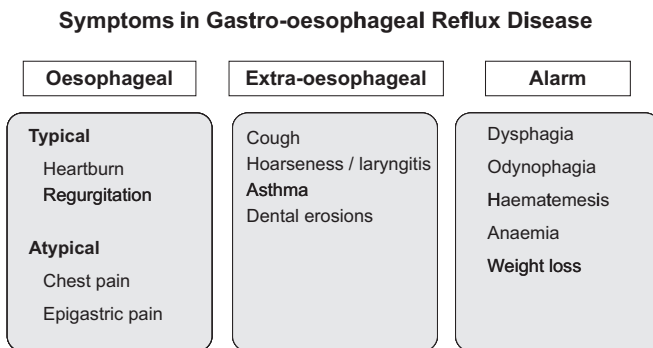 Symptoms in Gastro-oesophageal Reflux Disease
Oesophageal
Typical
Heartburn
Regurgitation
Atypical
Chest pain
Epigastric pain
Extra-oesophageal
Cough
Hoarseness / laryngitis
Asthma
Dental erosions
Alarm
Dysphagia
Odynophagia
Haematemesis
Anaemia
Weight loss